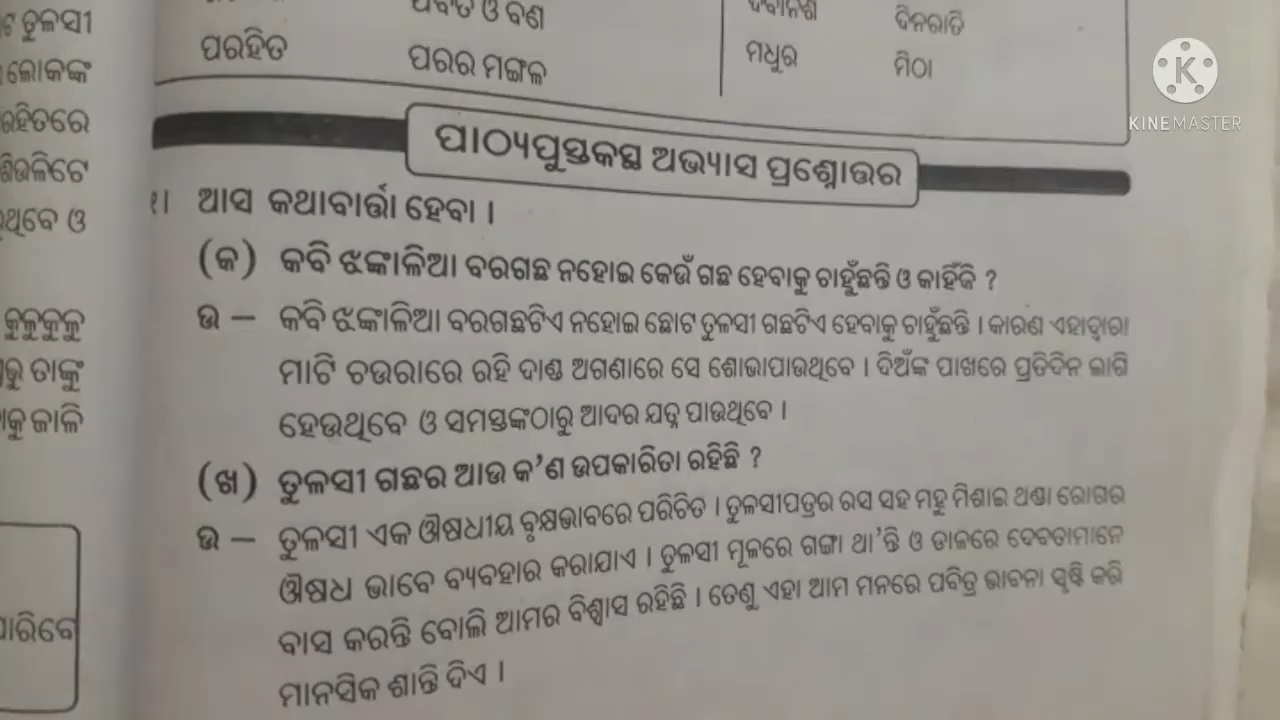 ତୁଳସୀ
ଲୋକଙ୍କ
କୁଳୁକୁଳୁ
ତାଙ୍କୁ
ଜାଳି
ଓ ବଣ
ପରହିତ ପରର ମଙ୍ଗଳ
ଦିନରାତି
ମଧୁର ମିଠା
KINEMASTER
ପାଠ୍ୟପୁସ୍ତକସ୍ଥ ଅଭ୍ୟାସ ପ୍ରଶ୍ନୋତ୍ତର
୧। ଆସ କଥାବାର୍ତ୍ତା ହେବା ।
(କ) କବି ଝଙ୍କାଳିଆ ବରଗଛ ନହୋଇ କେଉଁ ଗଛ ହେବାକୁ ଚାହୁଁଛନ୍ତି ଓ କାହିଁକି ?
ଉ – କବି ଝଙ୍କାଳିଆ ବରଗଛଟିଏ ନହୋଇ ଛୋଟ ତୁଳସୀ ଗଛଟିଏ ହେବାକୁ ଚାହୁଁଛନ୍ତି । କାରଣ ଏହାଦ୍ୱାରା
ମାଟି ଚଉରାରେ ରହି ଦାଣ୍ଡ ଅଗଣାରେ ସେ ଶୋଭାପାଉଥିବେ । ଦିଅଁଙ୍କ ପାଖରେ ପ୍ରତିଦିନ ଲାଗି
ହେଉଥିବେ ଓ ସମସ୍ତଙ୍କଠାରୁ ଆଦର ଯତ୍ନ ପାଉଥିବେ ।
(ଖ) ତୁଳସୀ ଗଛର ଆଉ କ'ଣ ଉପକାରିତା ରହିଛି ?
ଉ – ତୁଳସୀ ଏକ ଔଷଧୀୟ ବୃକ୍ଷଭାବରେ ପରିଚିତ । ତୁଳସୀପତ୍ରର ରସ ସହ ମହୁ ମିଶାଇ ଥଣ୍ଡା ରୋଗର
ଔଷଧ ଭାବେ ବ୍ୟବହାର କରାଯାଏ । ତୁଳସୀ ମୂଳରେ ଗଙ୍ଗା ଥା'ନ୍ତି ଓ ଡାଳରେ ଦେବତାମାନେ
ବାସ କରନ୍ତି ବୋଲି ଆମର ବିଶ୍ୱାସ ରହିଛି । ତେଣୁ ଏହା ଆମ ମନରେ ପବିତ୍ର ଭାବନା ସୃଷ୍ଟି କରି
ମାନସିକ ଶାନ୍ତି ଦିଏ ।